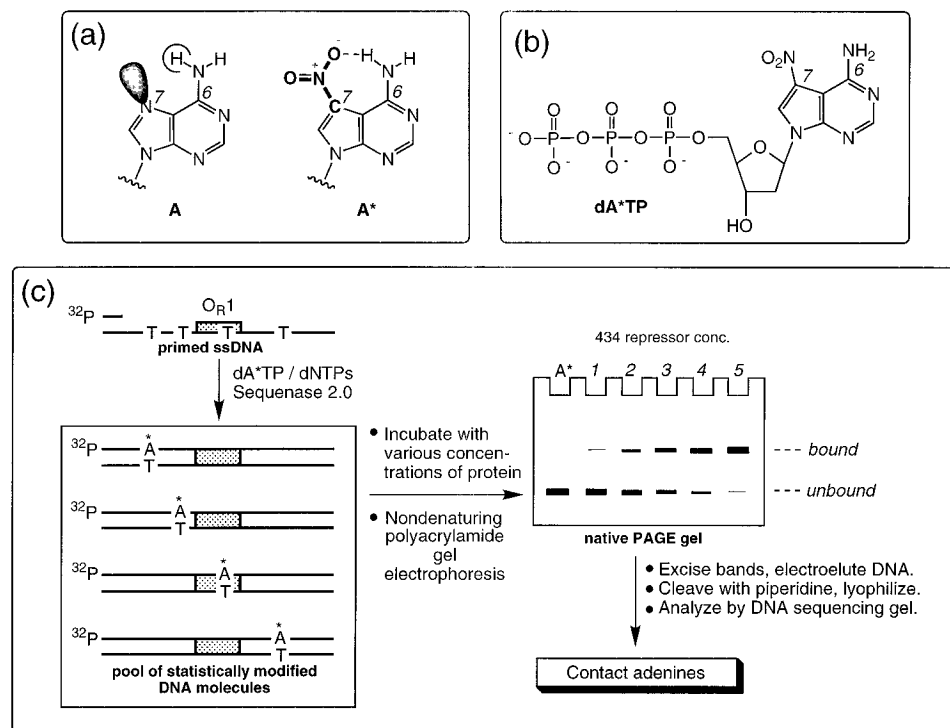 (a)
H
H
N
N
7
6
N
N
N
A
O
-
H
H
O
N
+
N
C
7
6
N
N
N
A*
(b)
O₂N
NH₂
7
6
N
N
N
O
O
O
-
O
P
O
P
O
P
O
O
O
-
O
-
O
-
HO
dA*TP
(c)
³²P
O_R1
T
T
T
T
primed ssDNA
dA*TP / dNTPs
Sequenase 2.0
³²P
*
A
T
³²P
*
A
T
³²P
*
A
T
³²P
*
A
T
pool of statistically modified
DNA molecules
● Incubate with
various concen-
trations of protein
● Nondenaturing
polyacrylamide
gel
electrophoresis
434 repressor conc.
A* 1 2 3 4 5
bound
unbound
native PAGE gel
● Excise bands, electroelute DNA.
● Cleave with piperidine, lyophilize.
● Analyze by DNA sequencing gel.
Contact adenines